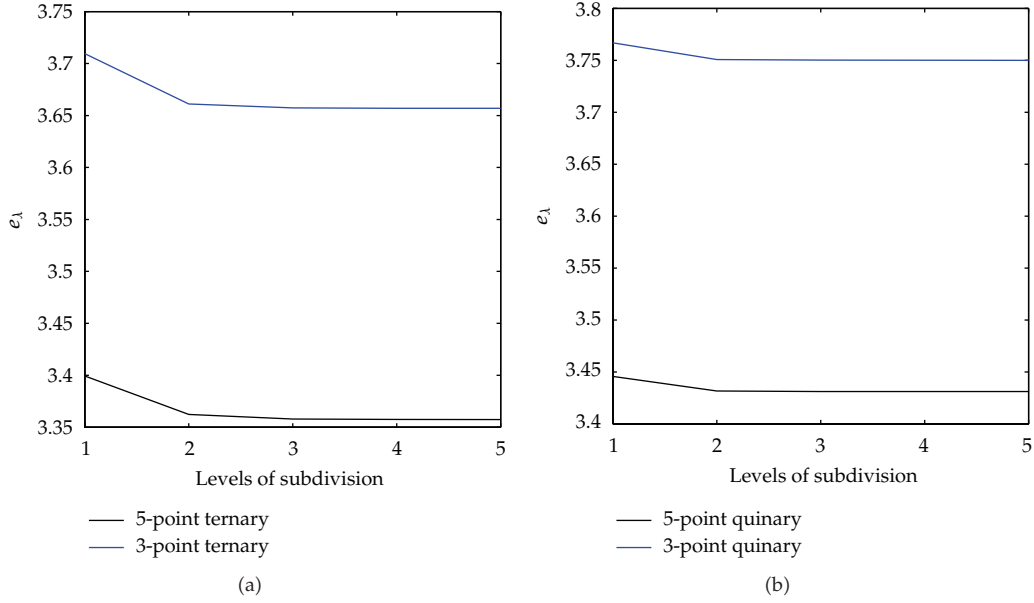 3.75
3.7
3.65
3.6
3.55
3.5
3.45
3.4
3.35
e_λ
1 2 3 4 5
Levels of subdivision
5-point ternary
3-point ternary
(a)
3.8
3.75
3.7
3.65
3.6
3.55
3.5
3.45
3.4
e_λ
1 2 3 4 5
Levels of subdivision
5-point quinary
3-point quinary
(b)